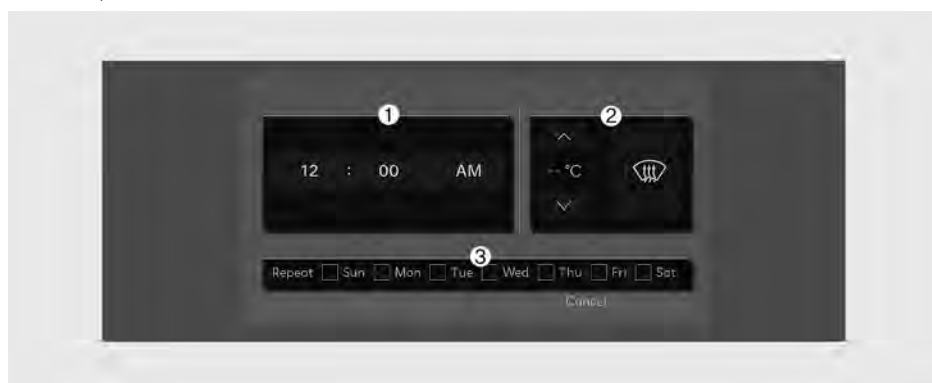 1
2
12 : 00 AM
-- °C
3
Repeat Sun Mon Tue Wed Thu Fri Sat
Cancel